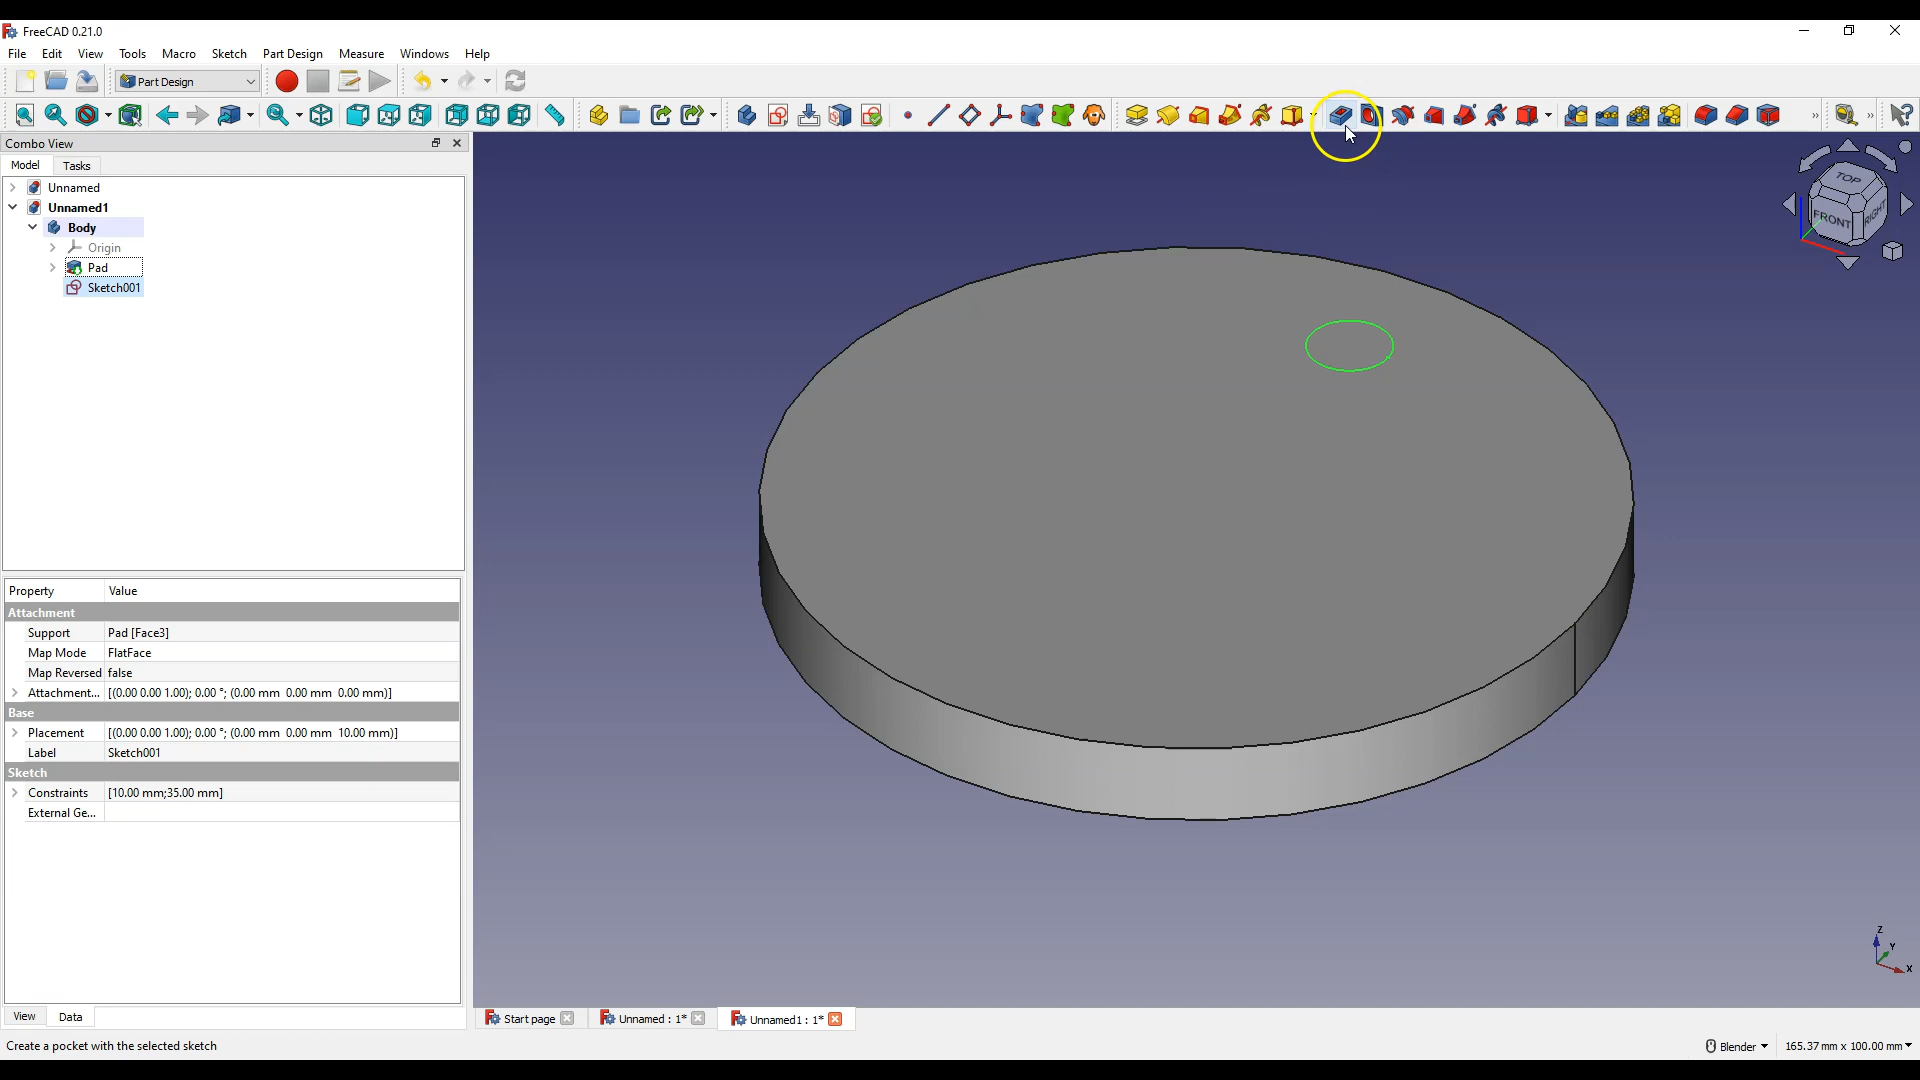 FreeCAD 0.21.0
File Edit View Tools Macro Sketch Part Design Measure Windows Help
Part Design
Combo View
Model Tasks
Unnamed
Unnamed1
Body
Origin
Pad
Sketch001
TOP
FRONT RIGHT
Property Value
Attachment
Support Pad [Face3]
Map Mode FlatFace
Map Reversed false
Attachment... [(0.00 0.00 1.00); 0.00 °; (0.00 mm 0.00 mm 0.00 mm)]
Base
Placement [(0.00 0.00 1.00); 0.00 °; (0.00 mm 0.00 mm 10.00 mm)]
Label Sketch001
Sketch
Constraints [10.00 mm;35.00 mm]
External Ge...
Z
Y
X
View Data
Start page Unnamed : 1* Unnamed1 : 1*
Create a pocket with the selected sketch
Blender 165.37 mm x 100.00 mm